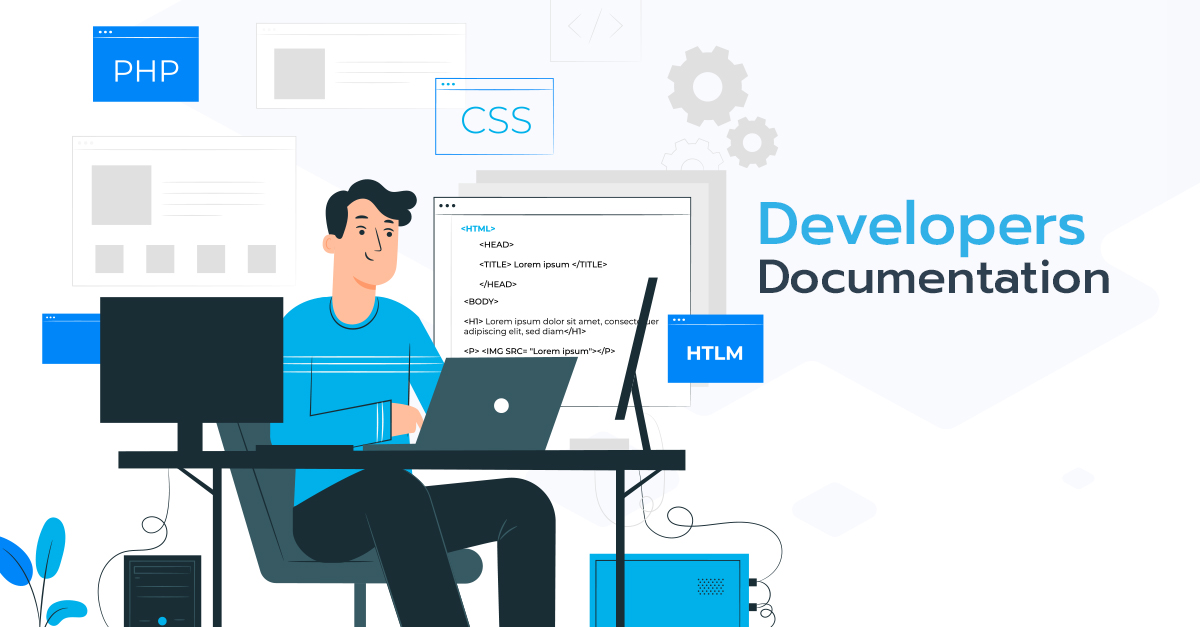 PHP
</>
CSS
<HTML>
<HEAD>
<TITLE> Lorem ipsum </TITLE>
</HEAD>
<BODY>
<H1> Lorem ipsum dolor sit amet, consectetuer
adipiscing elit, sed diam</H1>
<P> <IMG SRC= "Lorem ipsum"></P>
HTLM
Developers
Documentation